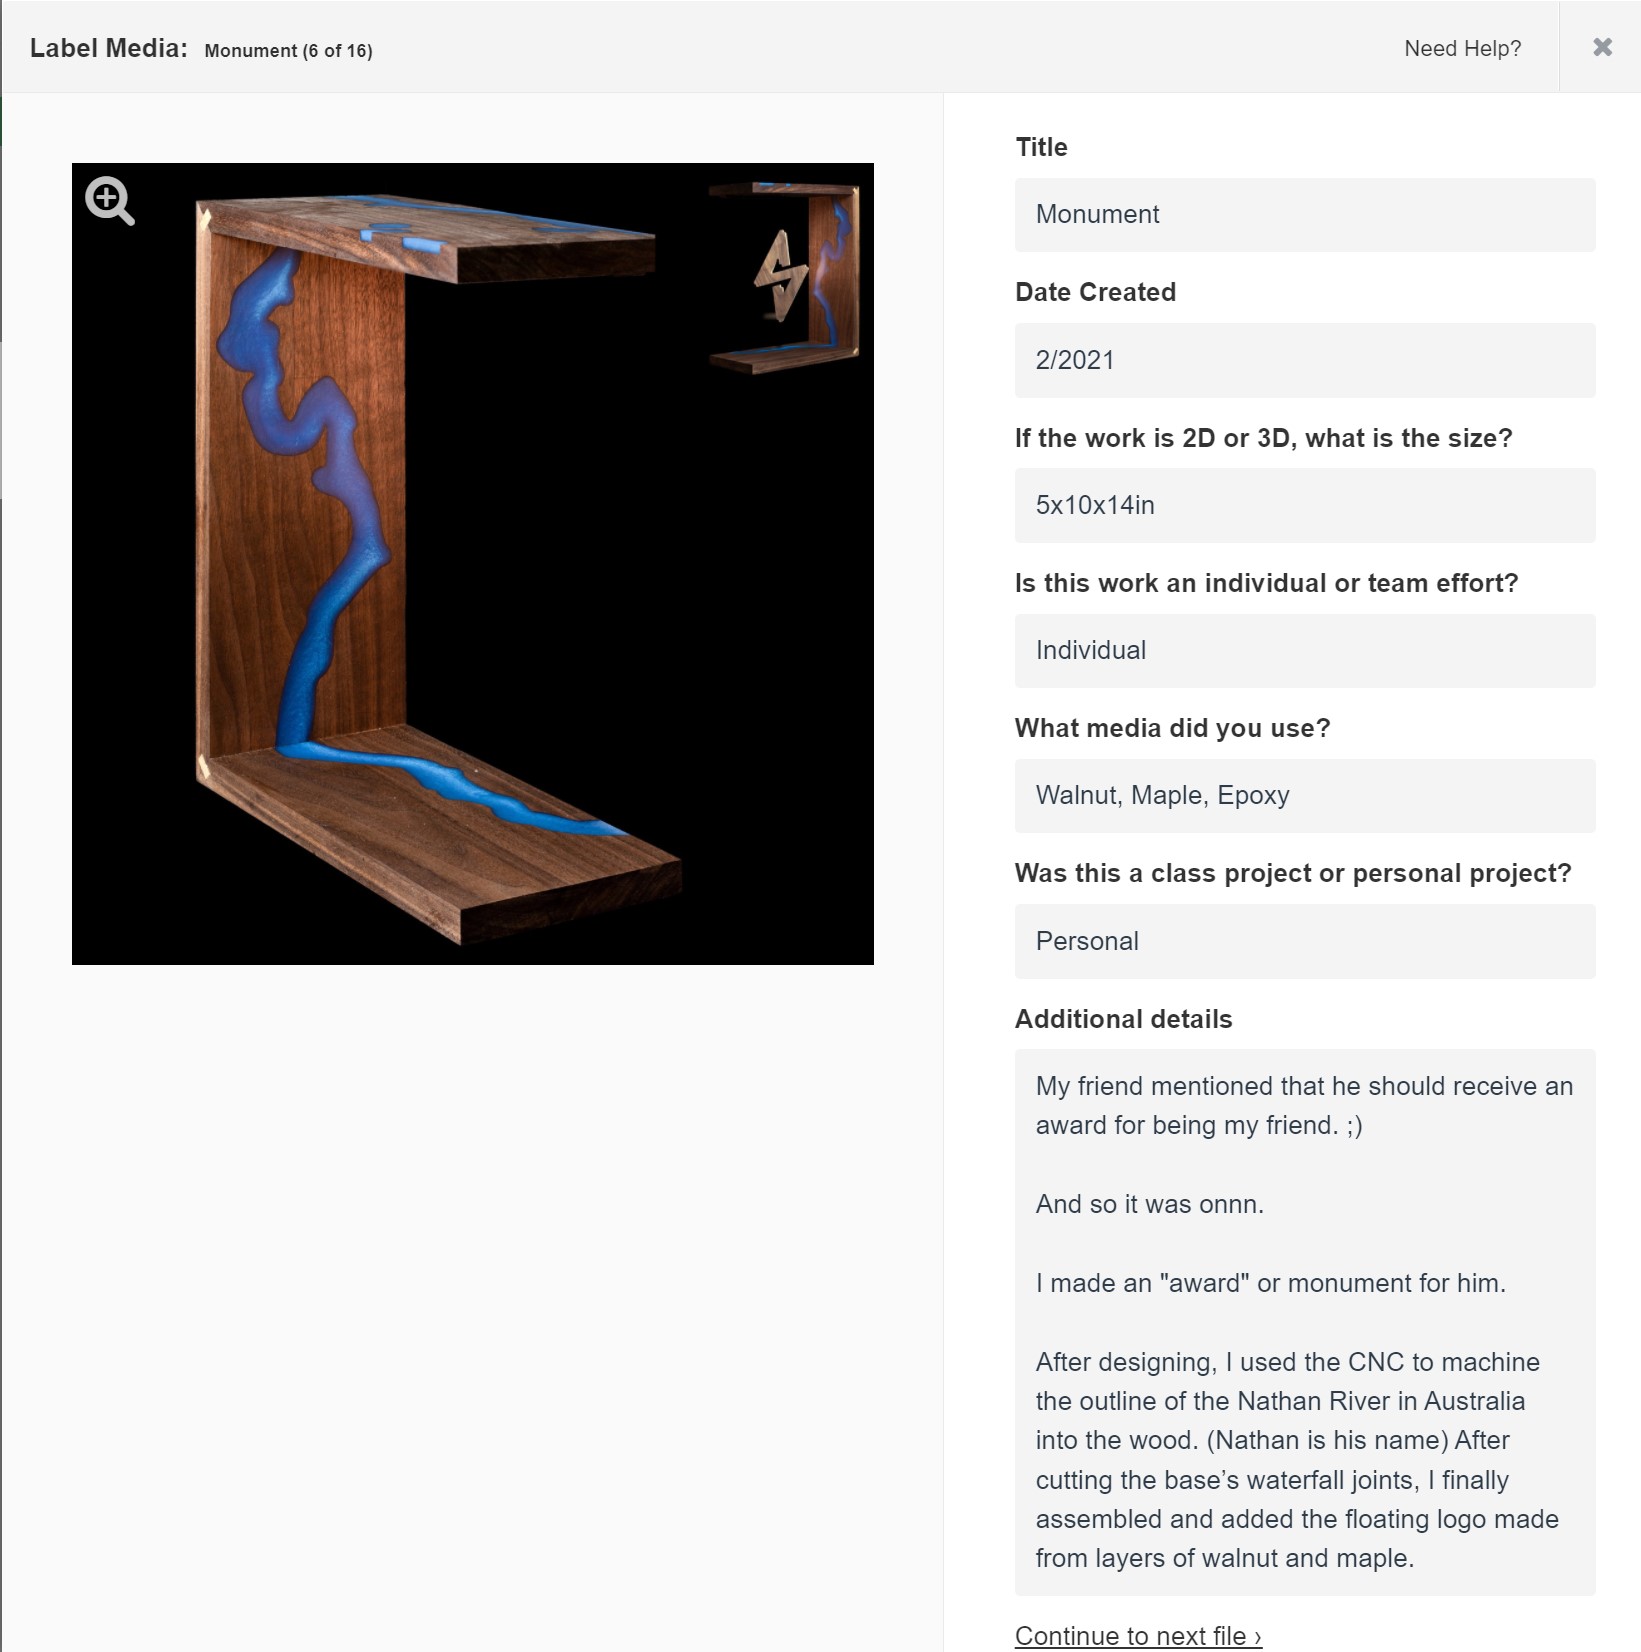 Label Media: Monument (6 of 16)
Need Help?
Title
Monument
Date Created
2/2021
If the work is 2D or 3D, what is the size?
5x10x14in
Is this work an individual or team effort?
Individual
What media did you use?
Walnut, Maple, Epoxy
Was this a class project or personal project?
Personal
Additional details
My friend mentioned that he should receive an
award for being my friend. ;)
And so it was onnn.
I made an "award" or monument for him.
After designing, I used the CNC to machine
the outline of the Nathan River in Australia
into the wood. (Nathan is his name) After
cutting the base’s waterfall joints, I finally
assembled and added the floating logo made
from layers of walnut and maple.
Continue to next file ›